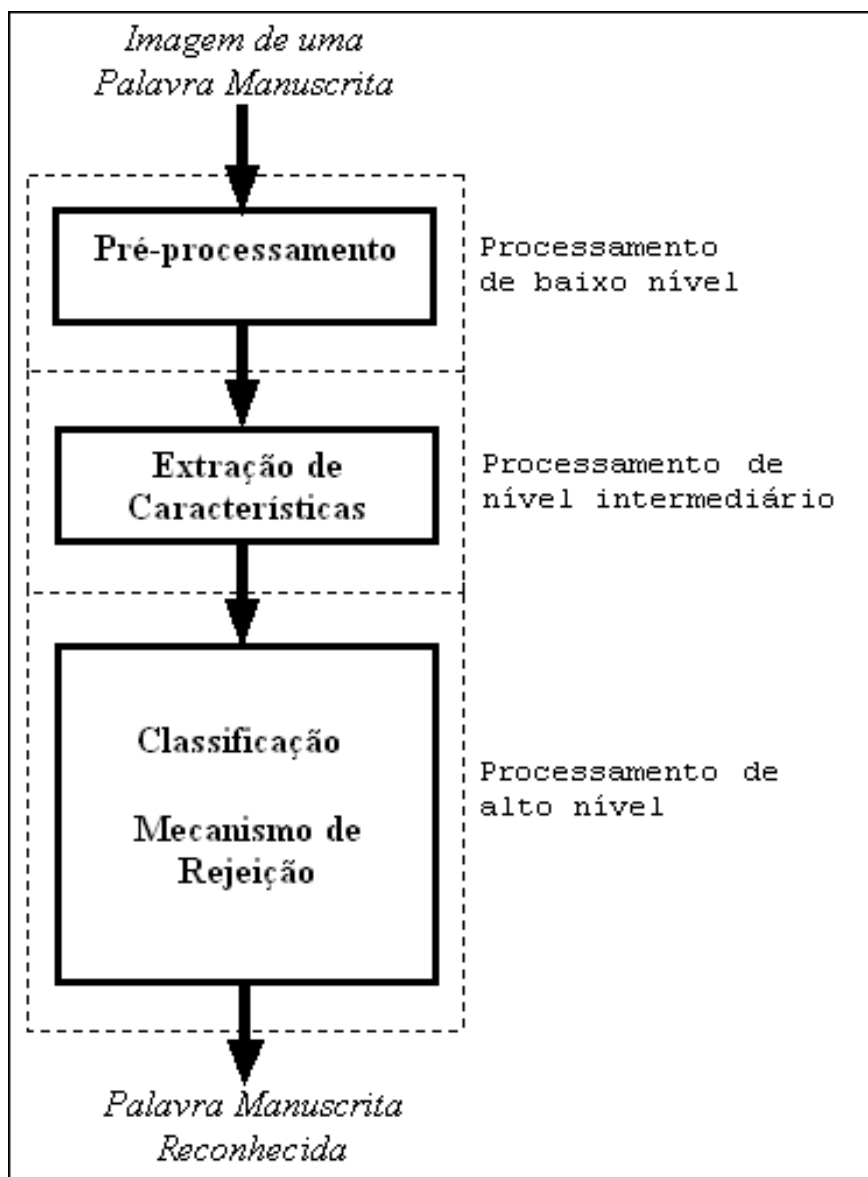 Imagem de uma
Palavra Manuscrita
Pré-processamento
Processamento
de baixo nível
Extração de
Características
Processamento de
nível intermediário
Classificação
Mecanismo de
Rejeição
Processamento de
alto nível
Palavra Manuscrita
Reconhecida